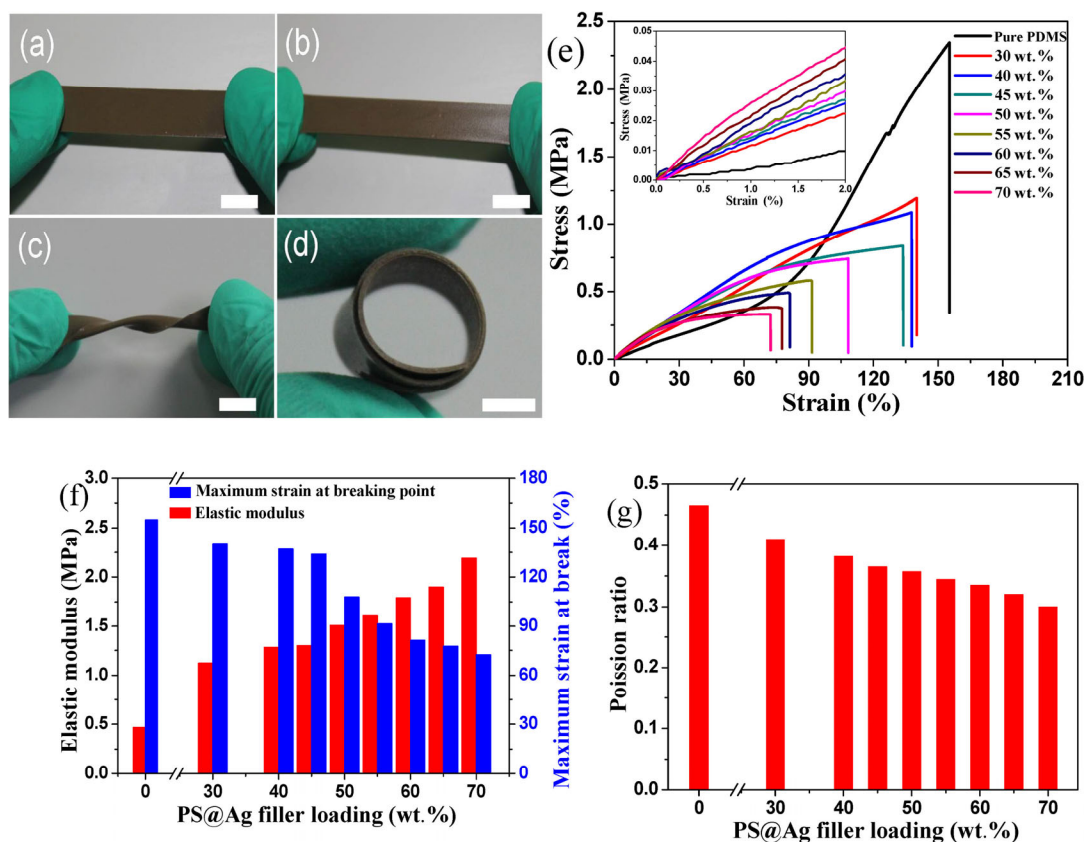 (a)
(b)
(c)
(d)
(e)
Stress (MPa)
2.5
2.0
1.5
1.0
0.5
0.0
0 30 60 90 120 150 180 210
Strain (%)
Stress (MPa)
0.05
0.04
0.03
0.02
0.01
0.00
0.0 0.5 1.0 1.5 2.0
Strain (%)
Pure PDMS
30 wt.%
40 wt.%
45 wt.%
50 wt.%
55 wt.%
60 wt.%
65 wt.%
70 wt.%
(f)
Elastic modulus (MPa)
3.0
2.5
2.0
1.5
1.0
0.5
0.0
Maximum strain at breaking point
Elastic modulus
180
150
120
90
60
30
0
Maximum strain at break (%)
0 30 40 50 60 70
PS@Ag filler loading (wt.%)
(g)
Poission ratio
0.5
0.4
0.3
0.2
0.1
0.0
0 30 40 50 60 70
PS@Ag filler loading (wt.%)